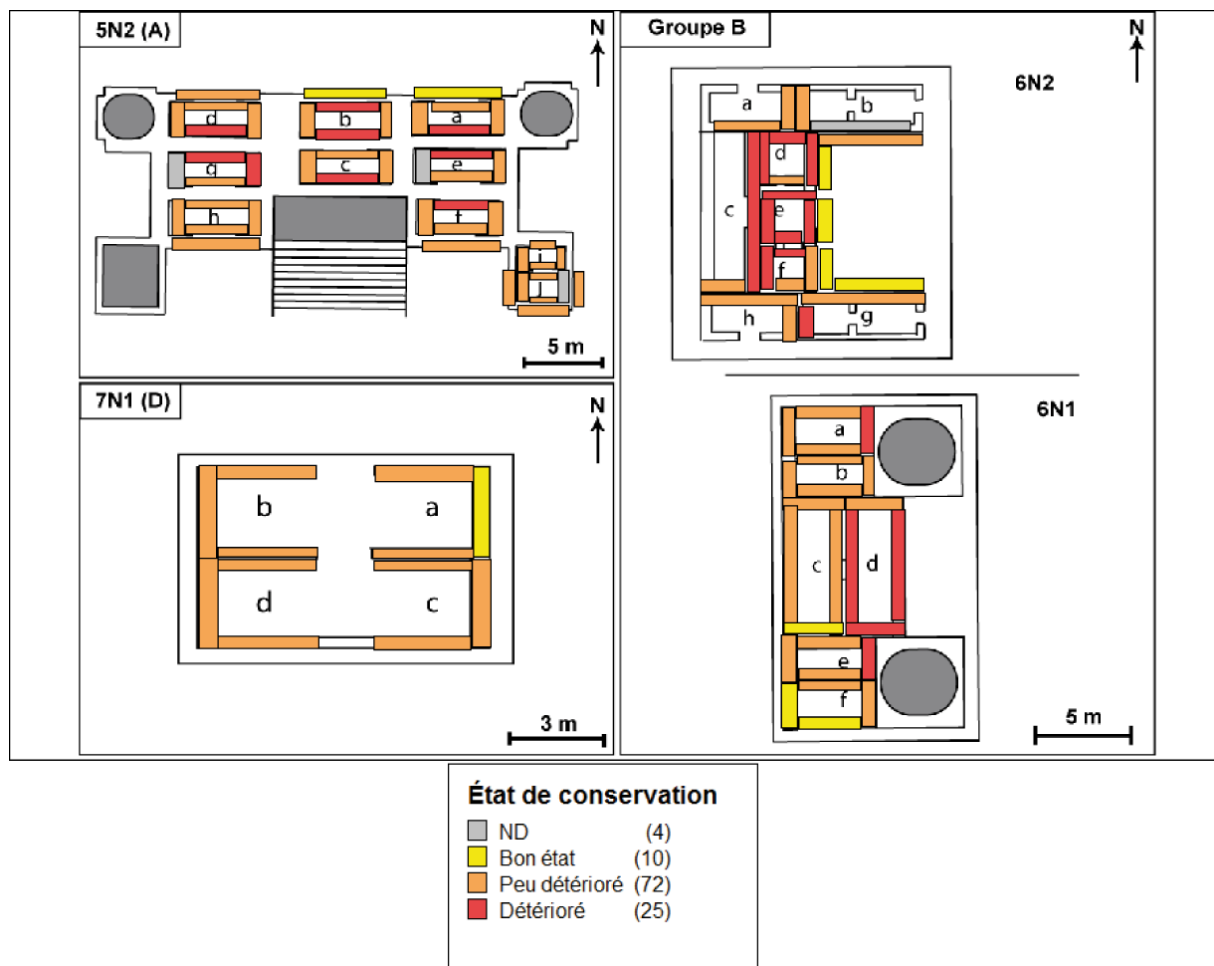 5N2 (A)
N
d
b
a
g
c
e
h
f
i
j
5 m
7N1 (D)
N
b
a
d
c
3 m
Groupe B
N
6N2
a
b
d
c
e
f
h
g
6N1
a
b
c
d
e
f
5 m
État de conservation
ND (4)
Bon état (10)
Peu détérioré (72)
Détérioré (25)